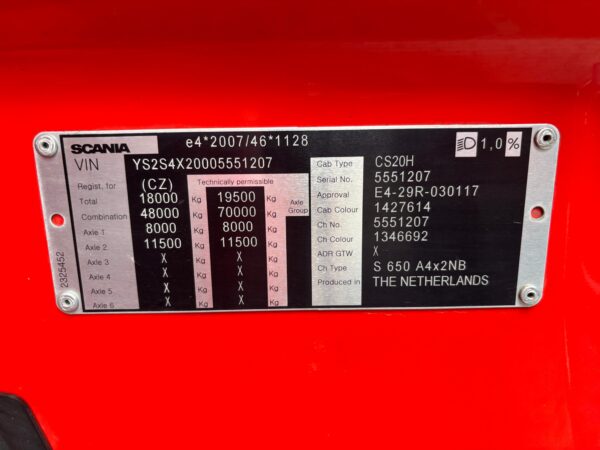 SCANIA e4*2007/46*1128 1,0 %
VIN YS2S4X20005551207
Regist. for (CZ) Technically permissible
Total 18000 Kg 19500 Kg Axle Group
Combination 48000 Kg 70000 Kg
Axle 1 8000 Kg 8000 Kg
Axle 2 11500 Kg 11500 Kg
Axle 3 X Kg X Kg
Axle 4 X Kg X Kg
Axle 5 X Kg X Kg
Axle 6 X Kg X Kg
Cab Type CS20H
Serial No. 5551207
Approval E4-29R-030117
Cab Colour 1427614
Ch No. 5551207
Ch Colour 1346692
ADR GTW X
Ch Type S 650 A4x2NB
Produced in THE NETHERLANDS
2325452